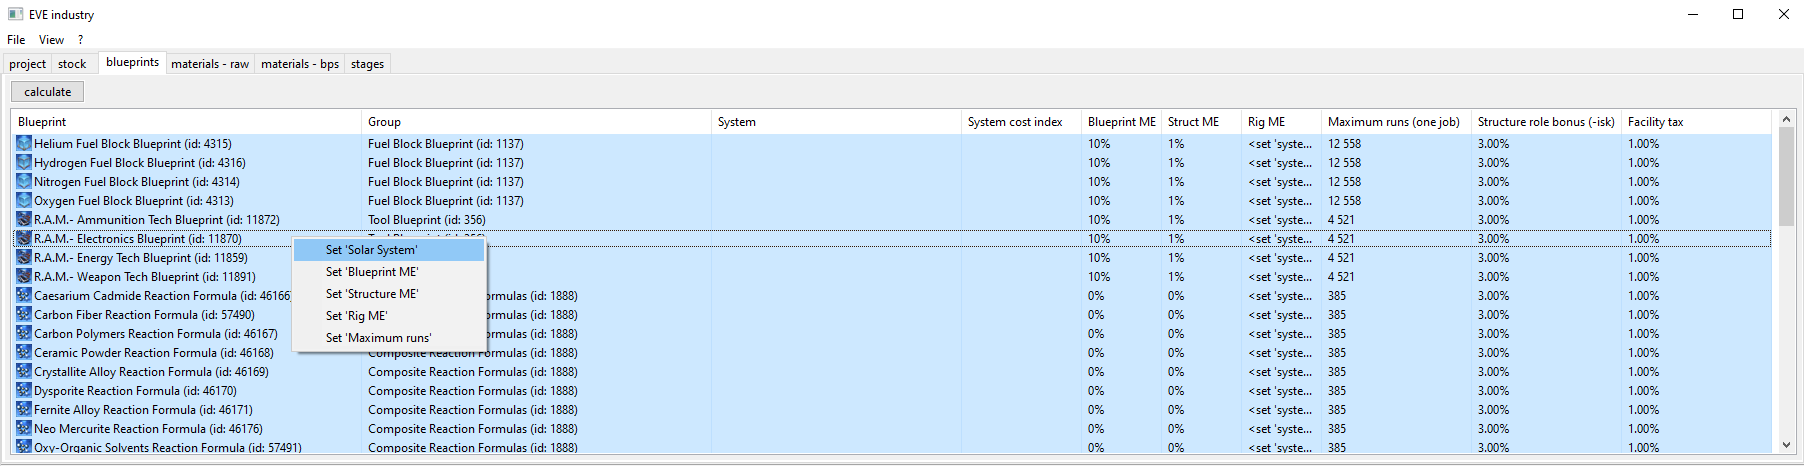 EVE industry
File View ?
project stock blueprints materials - raw materials - bps stages
calculate
Blueprint Group System System cost index Blueprint ME Struct ME Rig ME Maximum runs (one job) Structure role bonus (-isk) Facility tax
Helium Fuel Block Blueprint (id: 4315) Fuel Block Blueprint (id: 1137) 10% 1% <set 'syste... 12 558 3.00% 1.00%
Hydrogen Fuel Block Blueprint (id: 4316) Fuel Block Blueprint (id: 1137) 10% 1% <set 'syste... 12 558 3.00% 1.00%
Nitrogen Fuel Block Blueprint (id: 4314) Fuel Block Blueprint (id: 1137) 10% 1% <set 'syste... 12 558 3.00% 1.00%
Oxygen Fuel Block Blueprint (id: 4313) Fuel Block Blueprint (id: 1137) 10% 1% <set 'syste... 12 558 3.00% 1.00%
R.A.M.- Ammunition Tech Blueprint (id: 11872) Tool Blueprint (id: 356) 10% 1% <set 'syste... 4 521 3.00% 1.00%
R.A.M.- Electronics Blueprint (id: 11870) 10% 1% <set 'syste... 4 521 3.00% 1.00%
Set 'Solar System'
R.A.M.- Energy Tech Blueprint (id: 11859) 10% 1% <set 'syste... 4 521 3.00% 1.00%
Set 'Blueprint ME'
R.A.M.- Weapon Tech Blueprint (id: 11891) 10% 1% <set 'syste... 4 521 3.00% 1.00%
Set 'Structure ME'
Caesarium Cadmide Reaction Formula (id: 46166 Formulas (id: 1888) 0% 0% <set 'syste... 385 3.00% 1.00%
Set 'Rig ME'
Carbon Fiber Reaction Formula (id: 57490) Formulas (id: 1888) 0% 0% <set 'syste... 385 3.00% 1.00%
Set 'Maximum runs'
Carbon Polymers Reaction Formula (id: 46167) Formulas (id: 1888) 0% 0% <set 'syste... 385 3.00% 1.00%
Ceramic Powder Reaction Formula (id: 46168) Composite Reaction Formulas (id: 1888) 0% 0% <set 'syste... 385 3.00% 1.00%
Crystallite Alloy Reaction Formula (id: 46169) Composite Reaction Formulas (id: 1888) 0% 0% <set 'syste... 385 3.00% 1.00%
Dysporite Reaction Formula (id: 46170) Composite Reaction Formulas (id: 1888) 0% 0% <set 'syste... 385 3.00% 1.00%
Fernite Alloy Reaction Formula (id: 46171) Composite Reaction Formulas (id: 1888) 0% 0% <set 'syste... 385 3.00% 1.00%
Neo Mercurite Reaction Formula (id: 46176) Composite Reaction Formulas (id: 1888) 0% 0% <set 'syste... 385 3.00% 1.00%
Oxy-Organic Solvents Reaction Formula (id: 57491) Composite Reaction Formulas (id: 1888) 0% 0% <set 'syste... 385 3.00% 1.00%